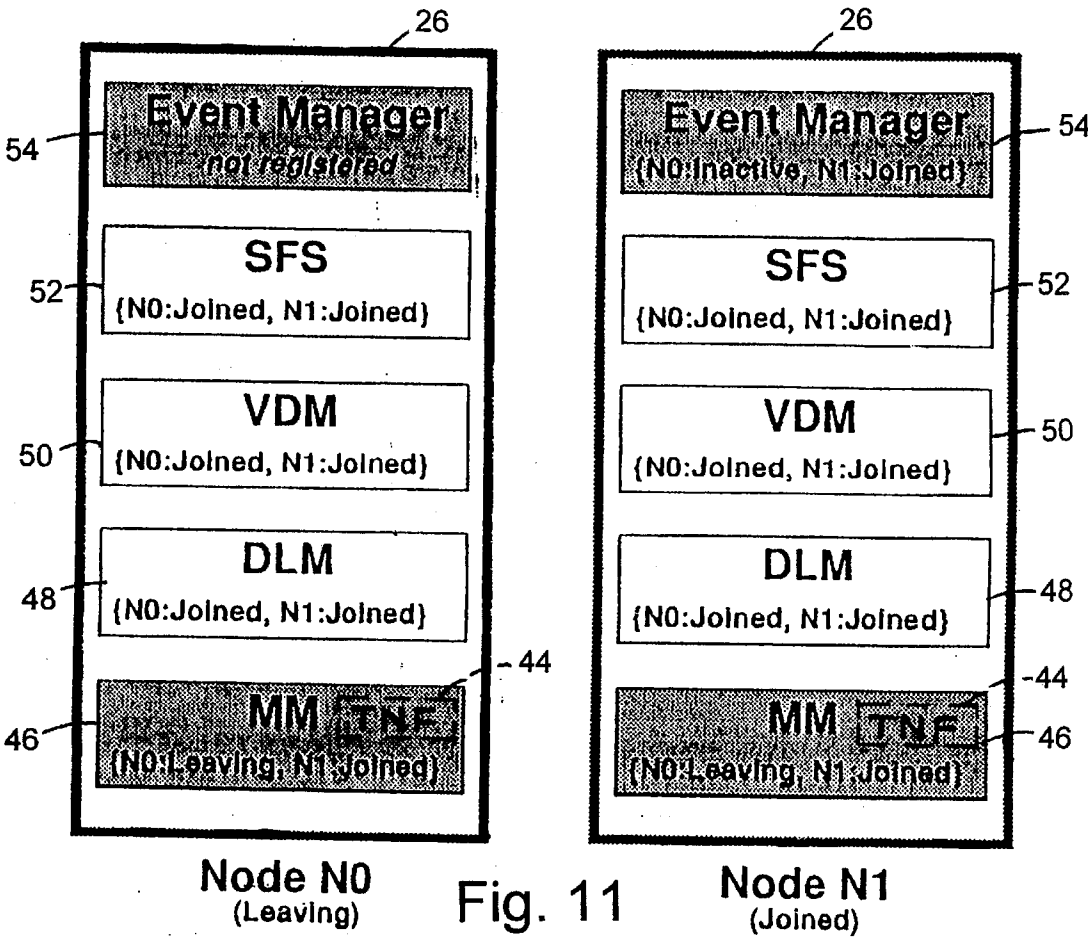 26
26
Event Manager
not registered
54
Event Manager
{N0:Inactive, N1:Joined}
54
SFS
{N0:Joined, N1:Joined}
52
SFS
{N0:Joined, N1:Joined}
52
VDM
{N0:Joined, N1:Joined}
50
VDM
{N0:Joined, N1:Joined}
50
DLM
{N0:Joined, N1:Joined}
48
DLM
{N0:Joined, N1:Joined}
48
44
MM TNF
{N0:Leaving, N1:Joined}
46
44
MM TNF
{N0:Leaving, N1:Joined}
46
Node N0
(Leaving)
Fig. 11
Node N1
(Joined)